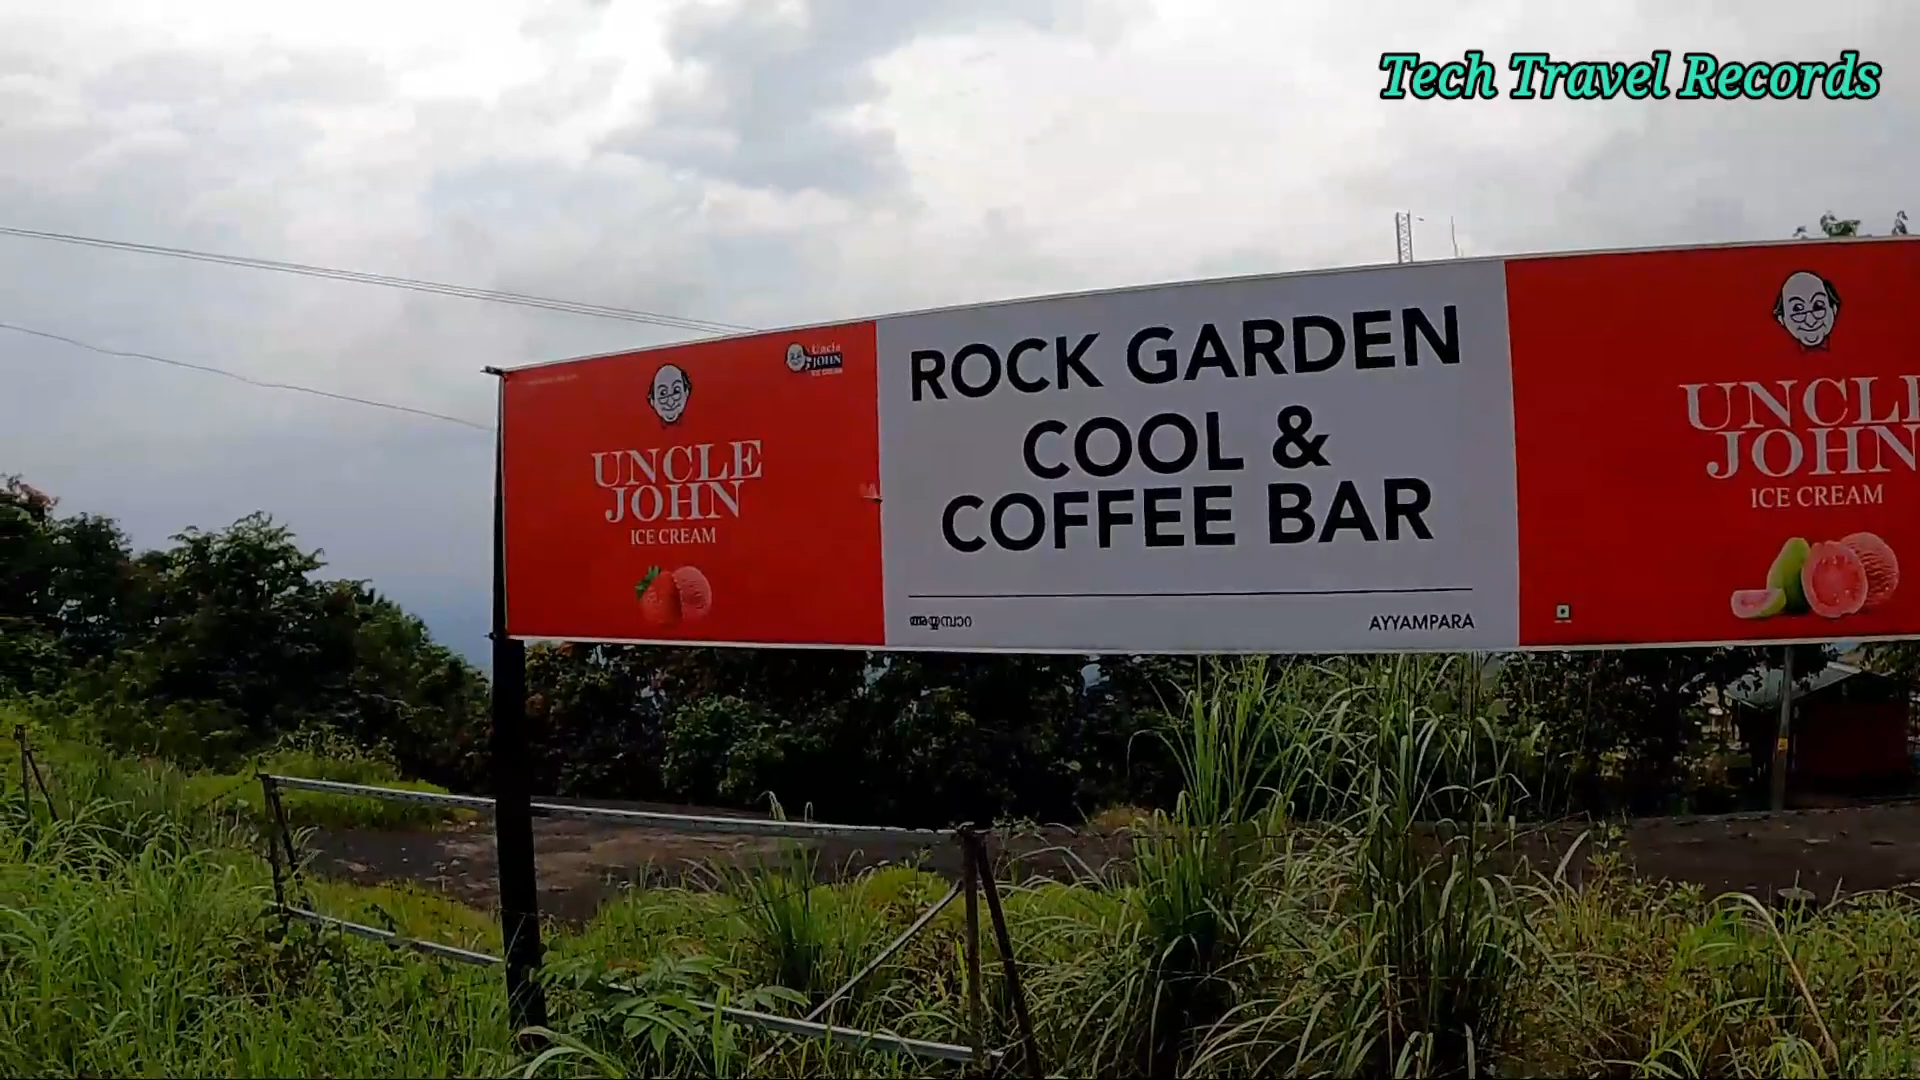 Tech Travel Records
Uncle
JOHN
ICE CREAM
UNCLE
JOHN
ICE CREAM
ROCK GARDEN
COOL &
COFFEE BAR
അയ്യമ്പാറ
AYYAMPARA
UNCLE
JOHN
ICE CREAM